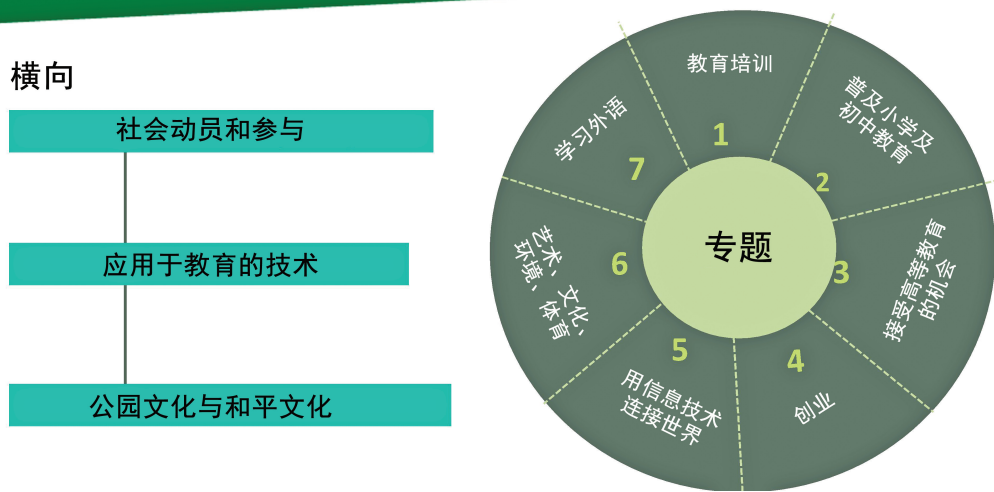 横向
社会动员和参与
应用于教育的技术
公园文化与和平文化
专题
1
教育培训
2
普及小学及
初中教育
3
接受高等教育
的机会
4
创业
5
用信息技术
连接世界
6
艺术、文化、
环境、体育
7
学习外语